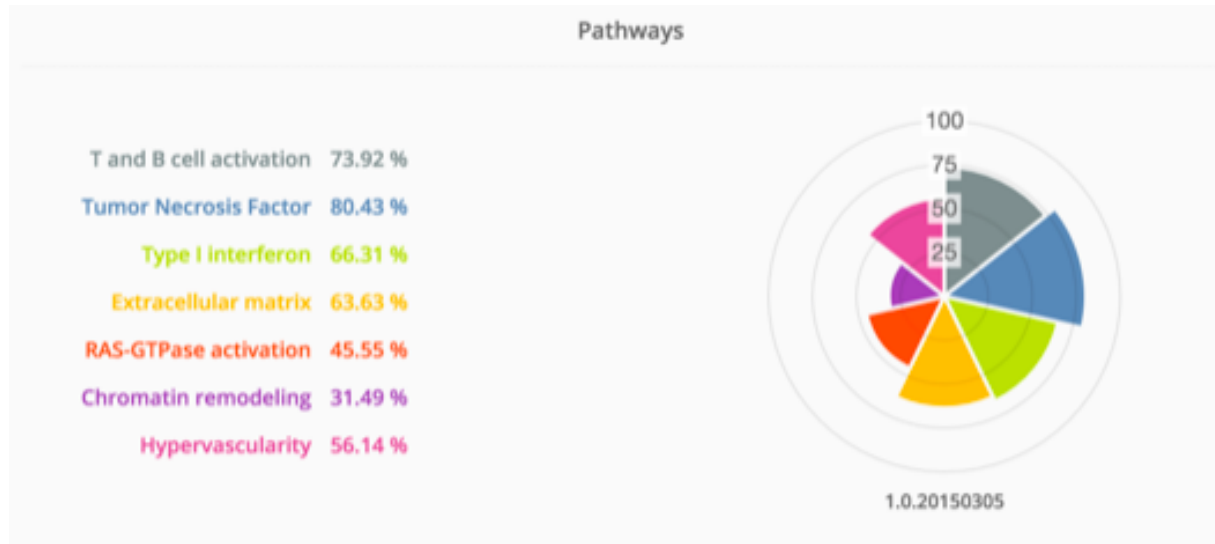 Pathways
T and B cell activation 73.92 %
Tumor Necrosis Factor 80.43 %
Type I interferon 66.31 %
Extracellular matrix 63.63 %
RAS-GTPase activation 45.55 %
Chromatin remodeling 31.49 %
Hypervascularity 56.14 %
100
75
50
25
1.0.20150305